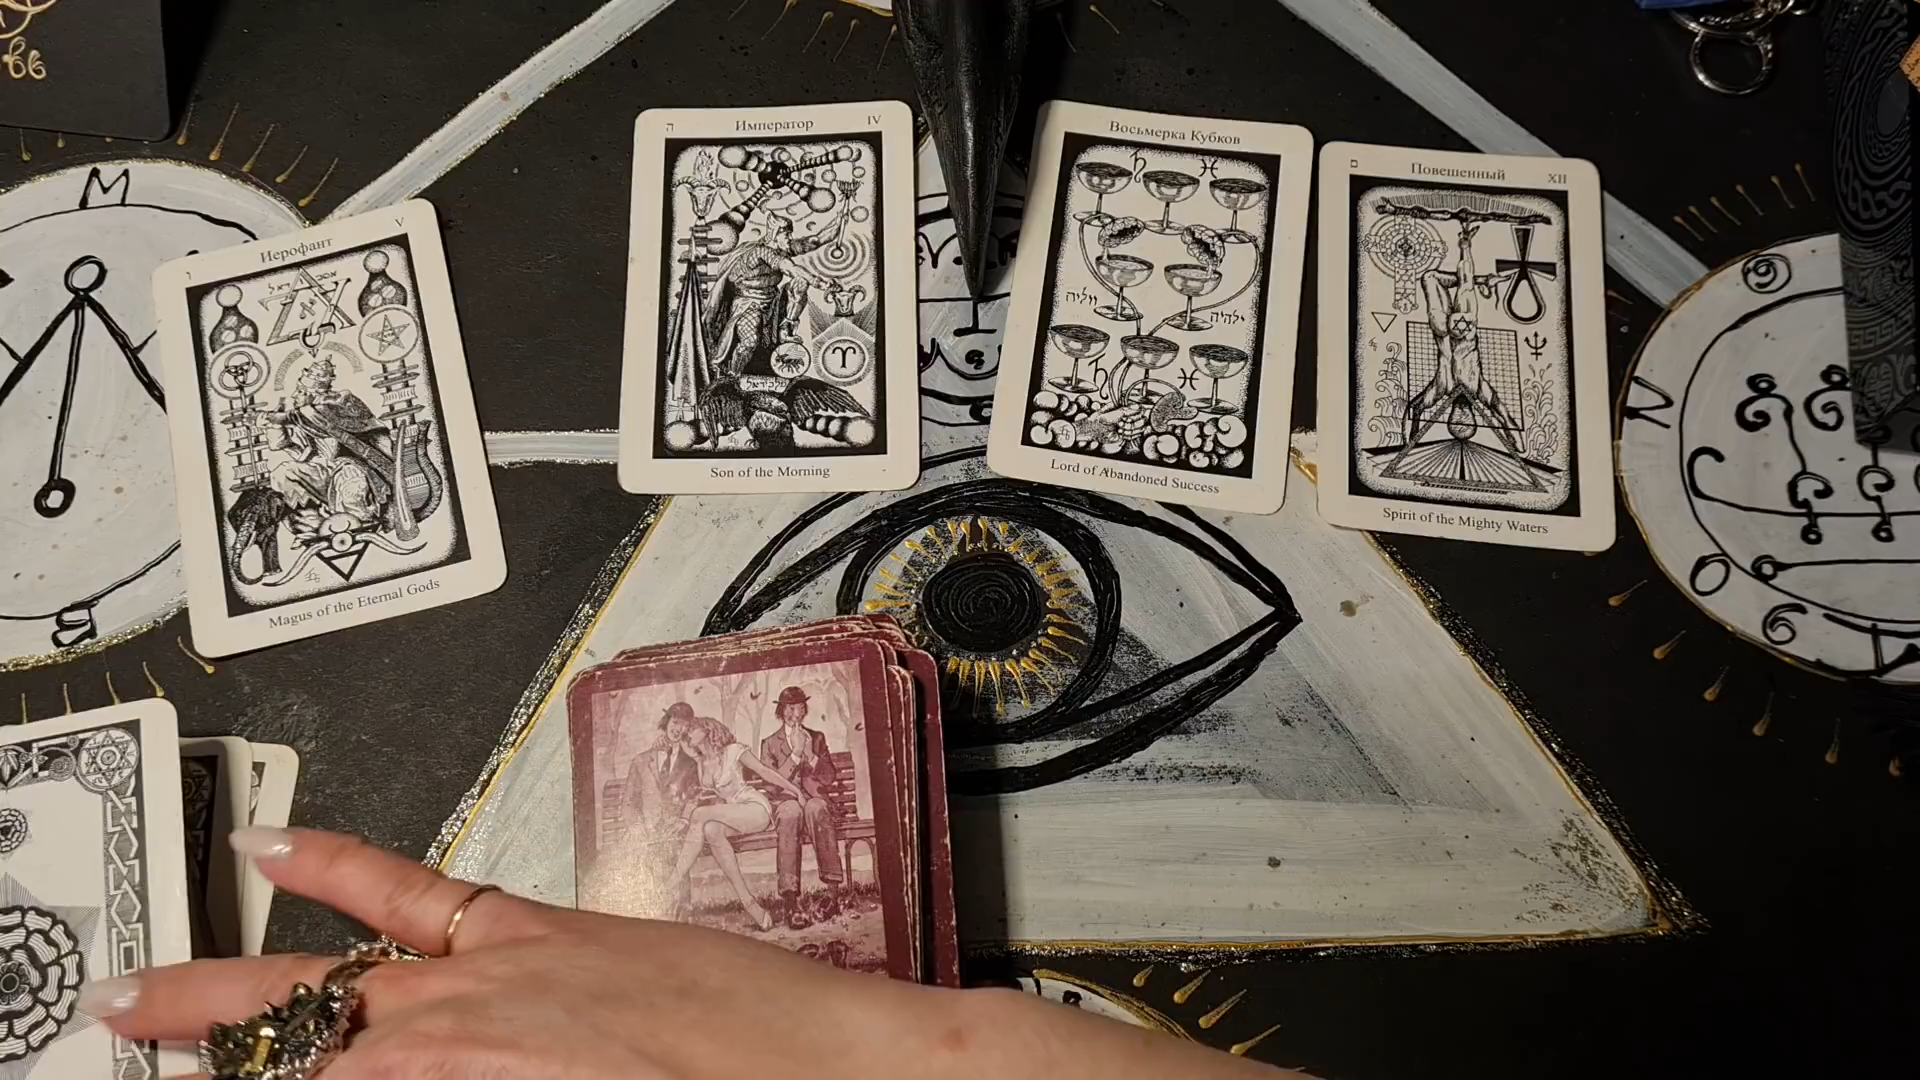 Иерофант V
ו
Magus of the Eternal Gods
ה Император IV
Son of the Morning
Восьмерка Кубков
Lord of Abandoned Success
Повешенный XII
Spirit of the Mighty Waters